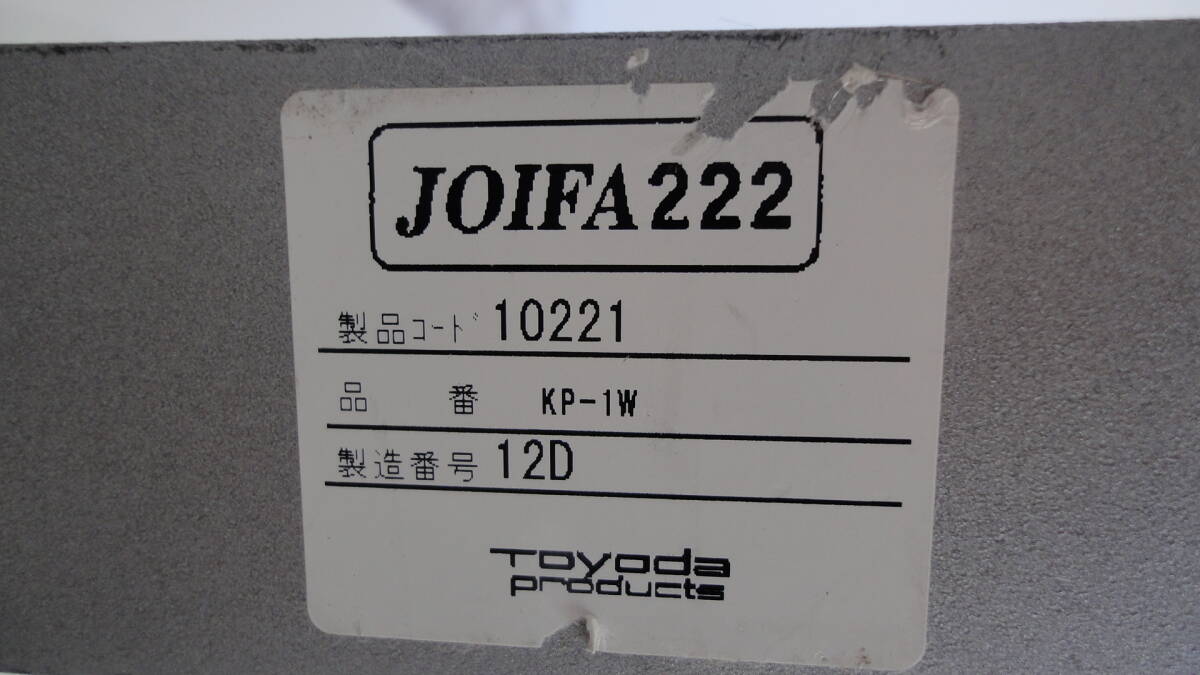 JOIFA222
製品ｺｰﾄﾞ 10221
品　番 KP-1W
製造番号 12D
Toyoda
products